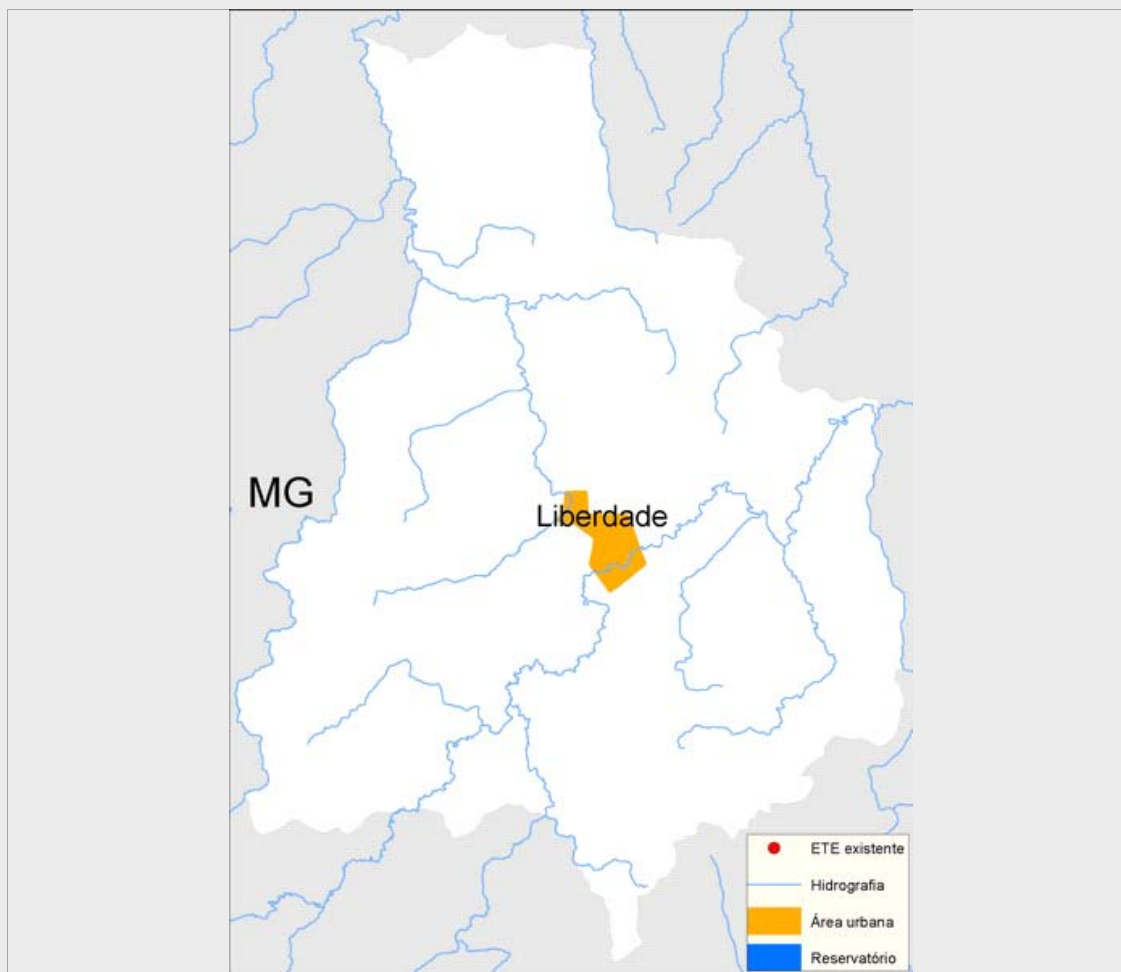 MG
Liberdade
ETE existente
Hidrografia
Área urbana
Reservatório